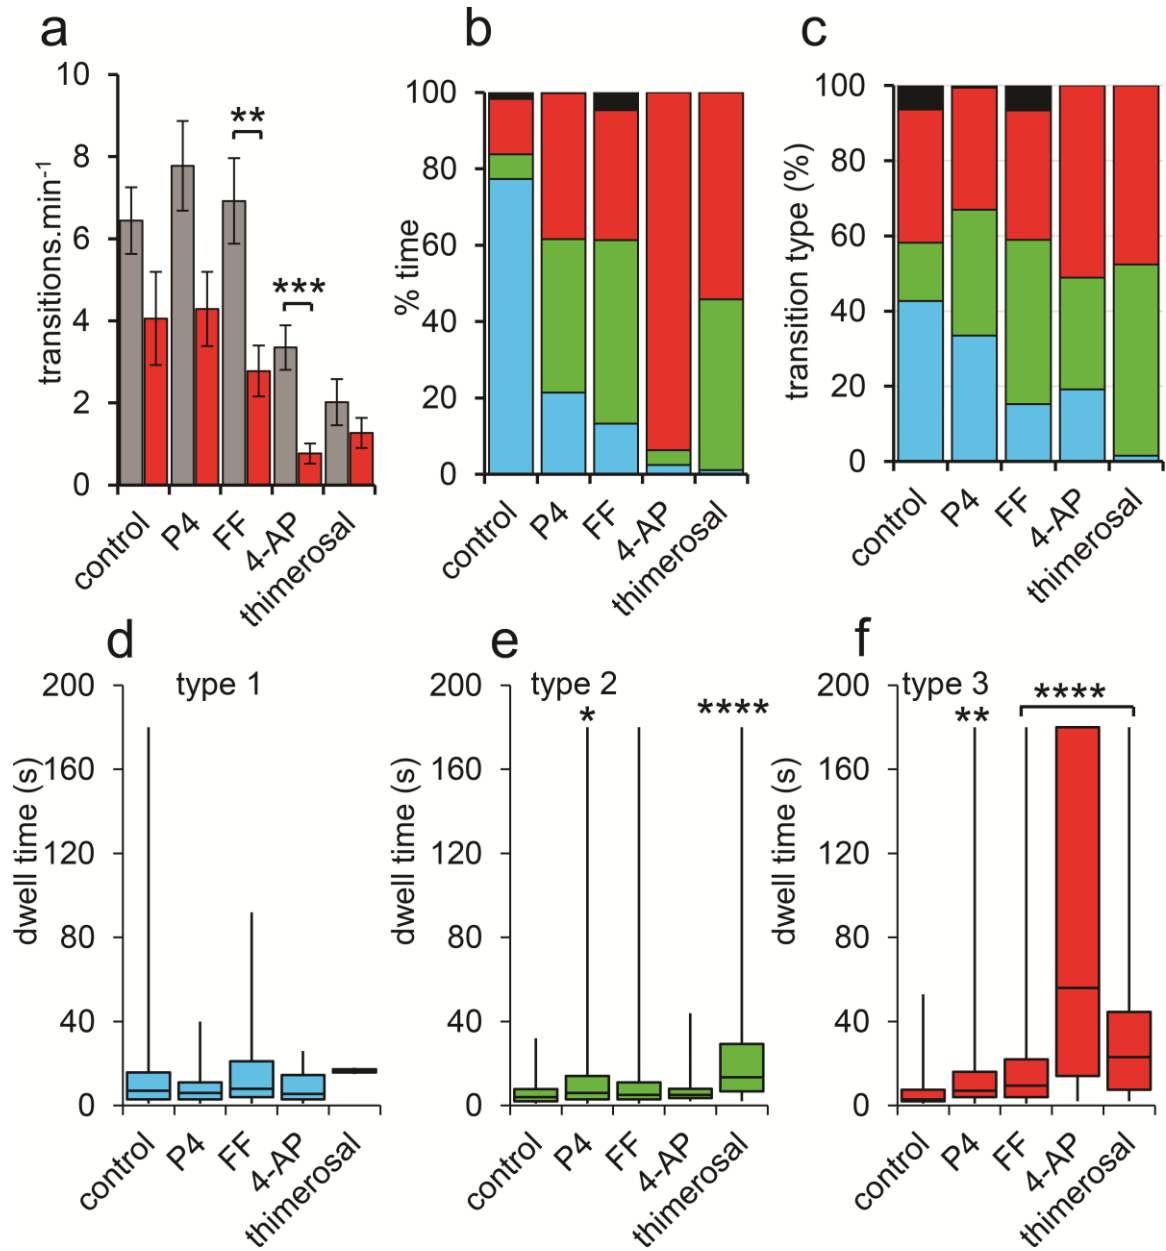 a
transitions.min⁻¹
10
8
6
4
2
0
**
***
control
P4
FF
4-AP
thimerosal
b
% time
100
80
60
40
20
0
control
P4
FF
4-AP
thimerosal
c
transition type (%)
100
80
60
40
20
0
control
P4
FF
4-AP
thimerosal
d
type 1
dwell time (s)
200
160
120
80
40
0
control
P4
FF
4-AP
thimerosal
e
type 2
dwell time (s)
200
160
120
80
40
0
*
****
control
P4
FF
4-AP
thimerosal
f
type 3
dwell time (s)
200
160
120
80
40
0
**
****
control
P4
FF
4-AP
thimerosal